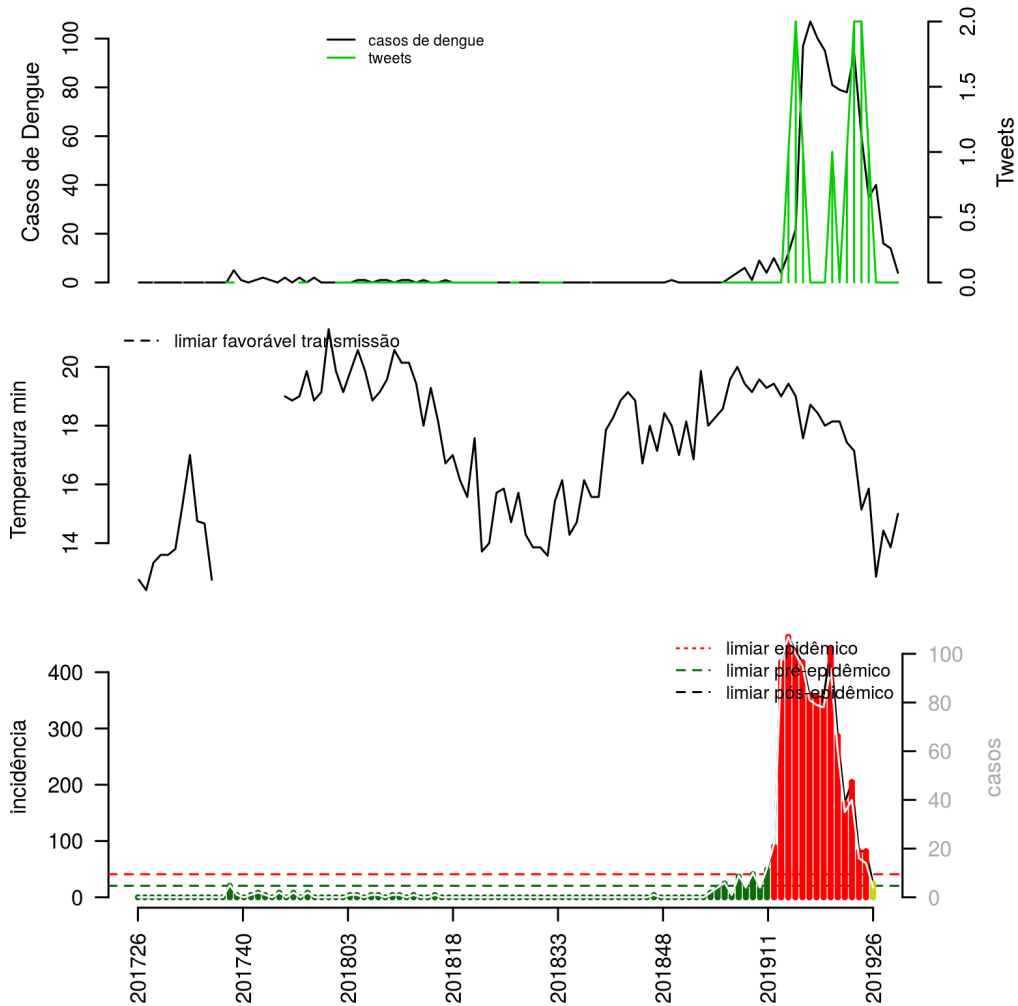 casos de dengue
tweets
Casos de Dengue
0 20 40 60 80 100
Tweets
0.0 0.5 1.0 1.5 2.0
limiar favorável transmissão
Temperatura min
14 16 18 20
limiar epidêmico
limiar pré-epidêmico
limiar pós-epidêmico
incidência
400
300
200
100
0
casos
100
80
60
40
20
0
201726 201740 201803 201818 201833 201848 201911 201926